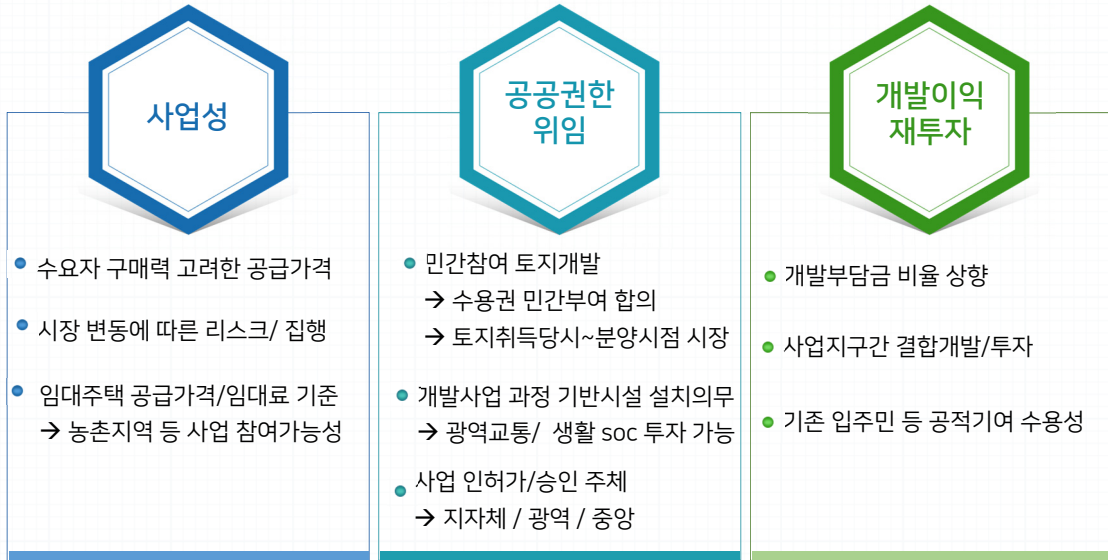 사업성
수요자 구매력 고려한 공급가격
시장 변동에 따른 리스크/ 집행
임대주택 공급가격/임대료 기준
→ 농촌지역 등 사업 참여가능성
공공권한
위임
민간참여 토지개발
→ 수용권 민간부여 합의
→ 토지취득당시~분양시점 시장
개발사업 과정 기반시설 설치의무
→ 광역교통/ 생활 soc 투자 가능
사업 인허가/승인 주체
→ 지자체 / 광역 / 중앙
개발이익
재투자
개발부담금 비율 상향
사업지구간 결합개발/투자
기존 입주민 등 공적기여 수용성